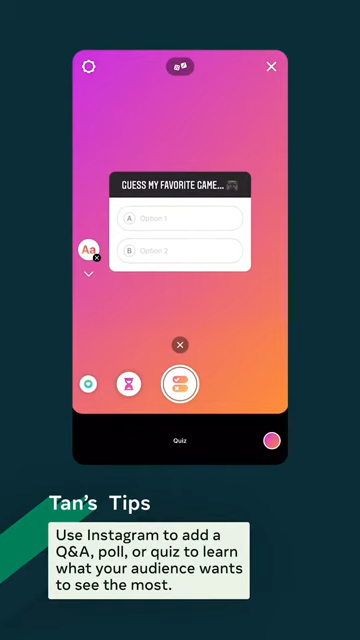 GUESS MY FAVORITE GAME... 🎮
A Option 1
Aa
B Option 2
Quiz
Tan's Tips
Use Instagram to add a
Q&A, poll, or quiz to learn
what your audience wants
to see the most.